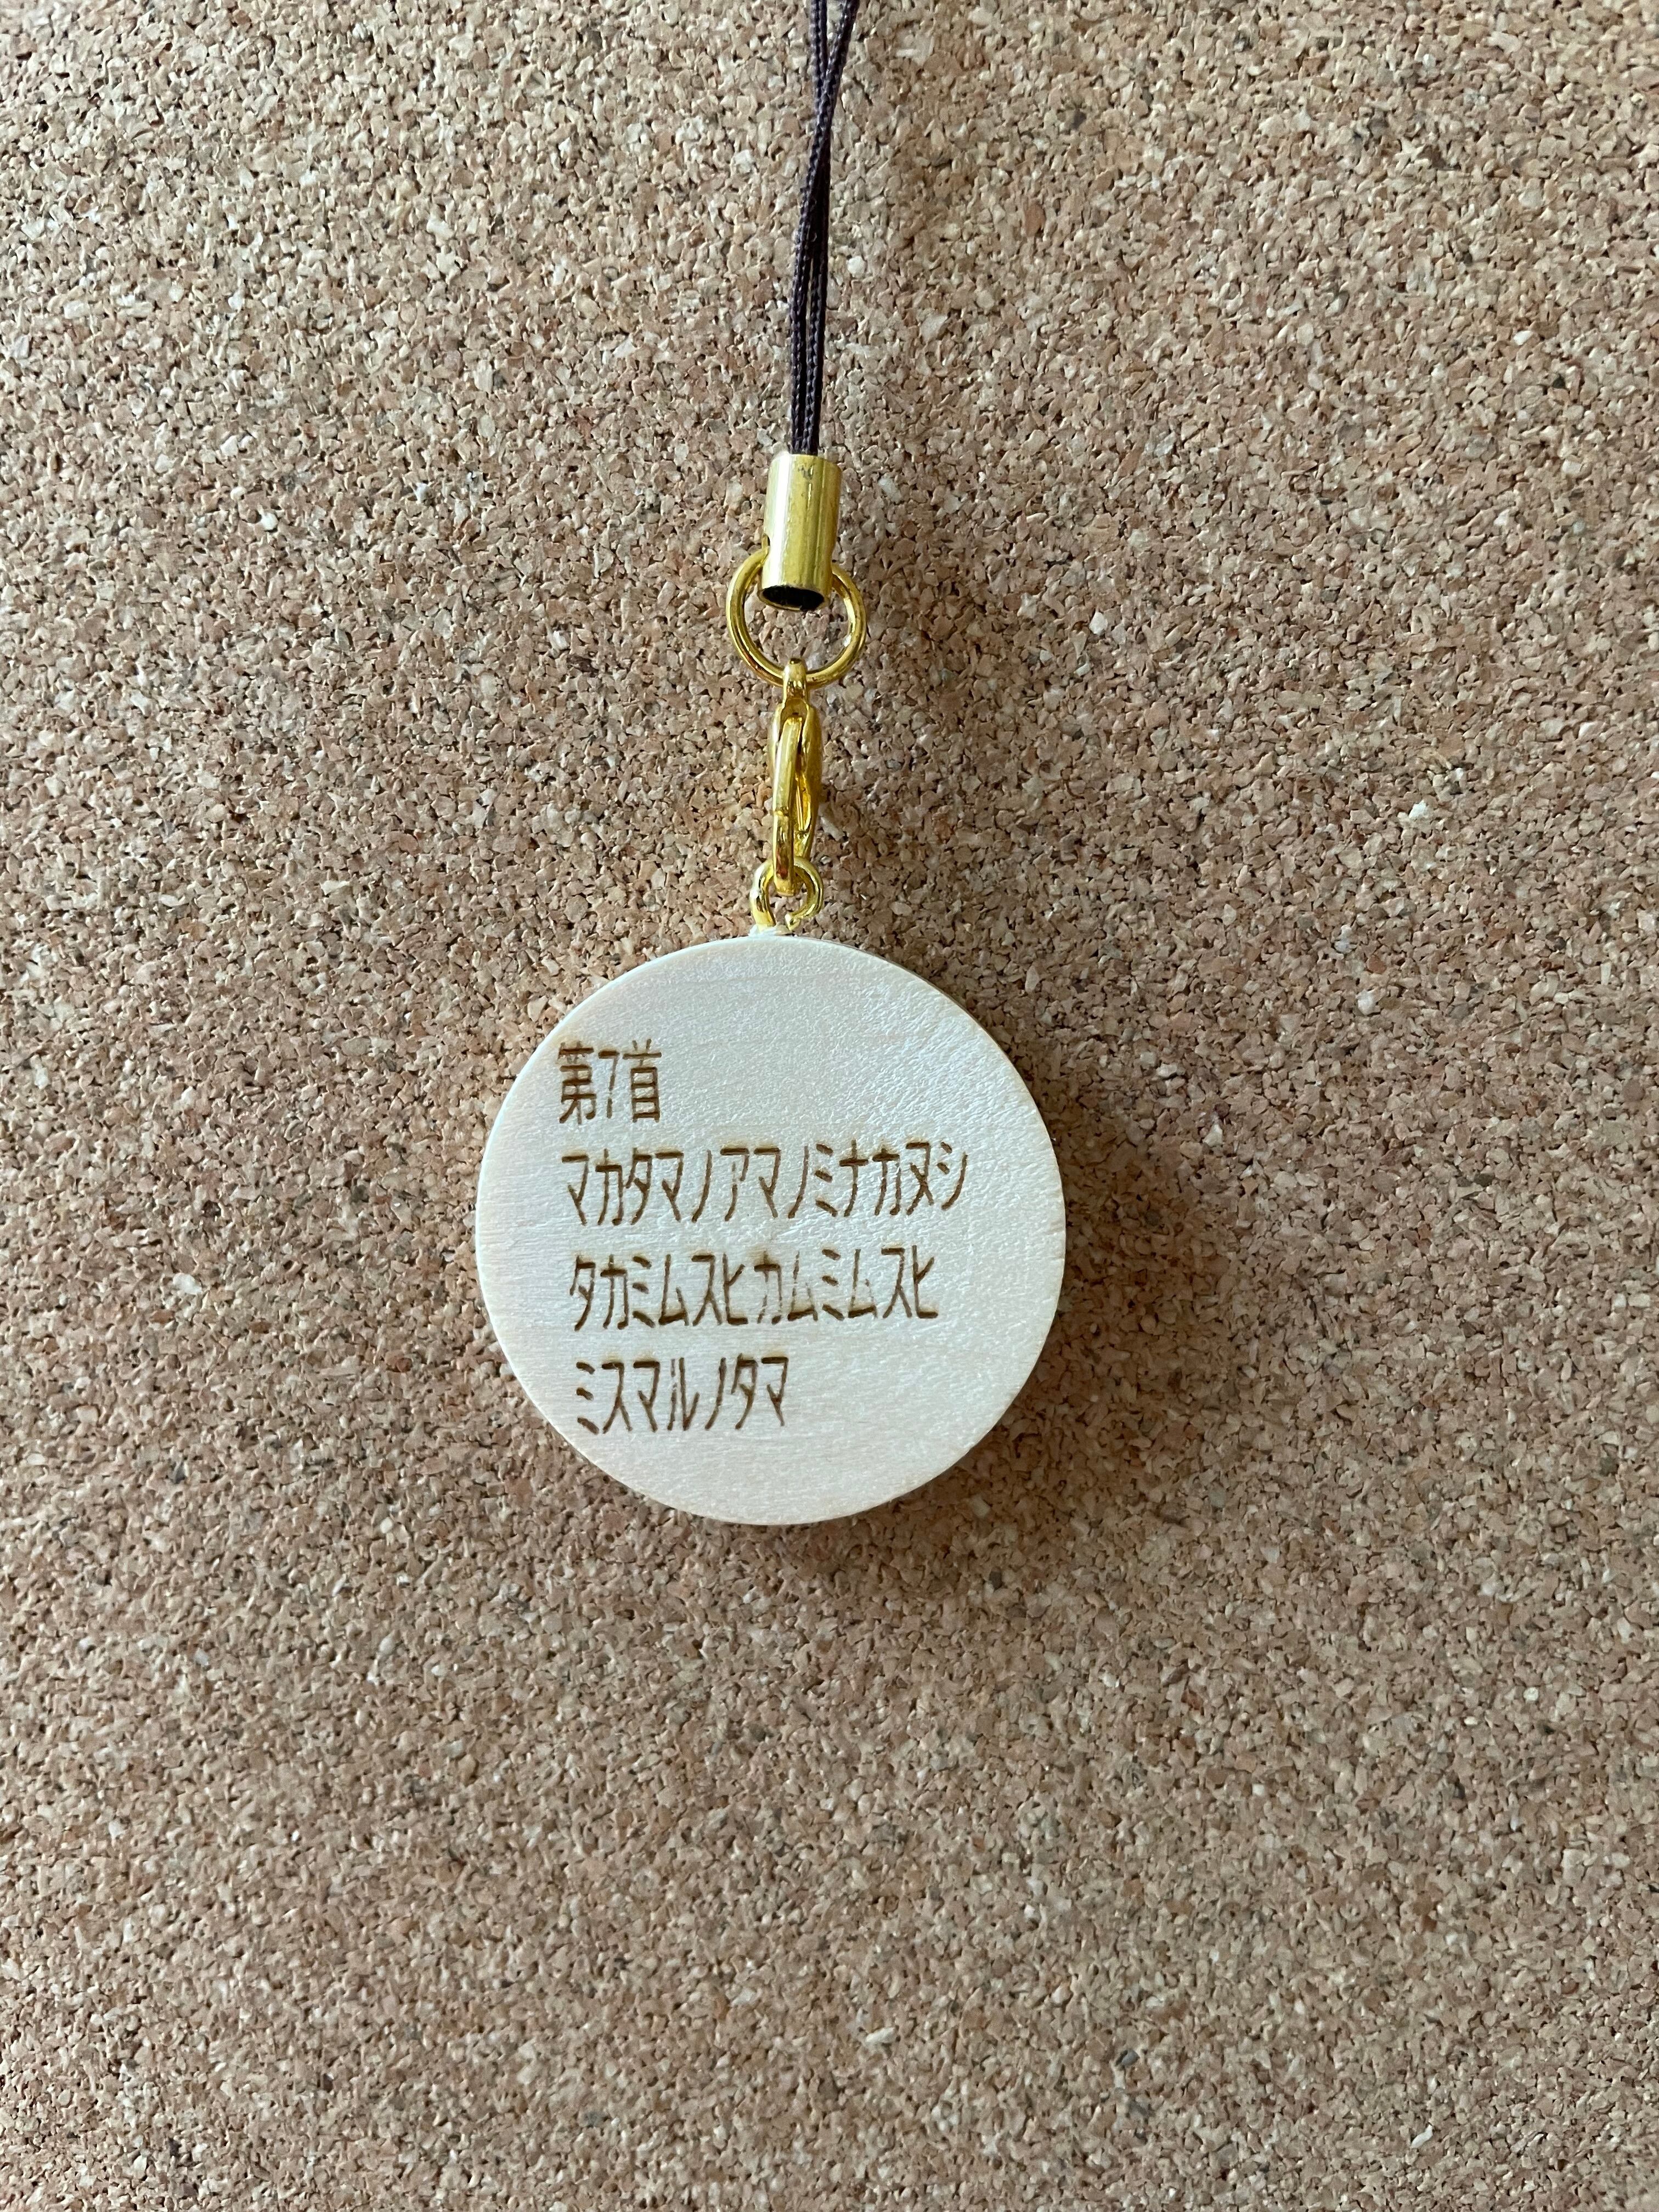 第7首
マカタマノアマノミナカヌシ
タカミムスヒカムミムスヒ
ミスマルノタマ